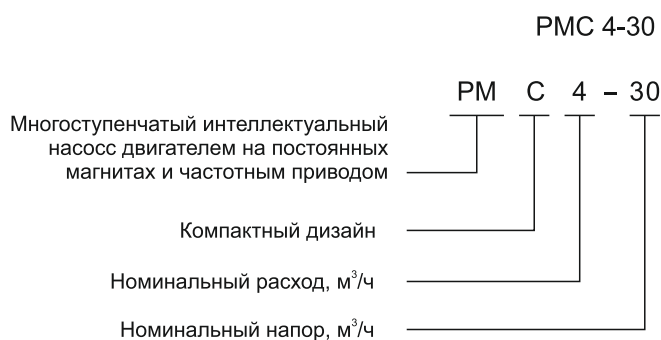 PMC 4-30
PM C 4 – 30
Многоступенчатый интеллектуальный
насосс двигателем на постоянных
магнитах и частотным приводом
Компактный дизайн
Номинальный расход, м³/ч
Номинальный напор, м³/ч